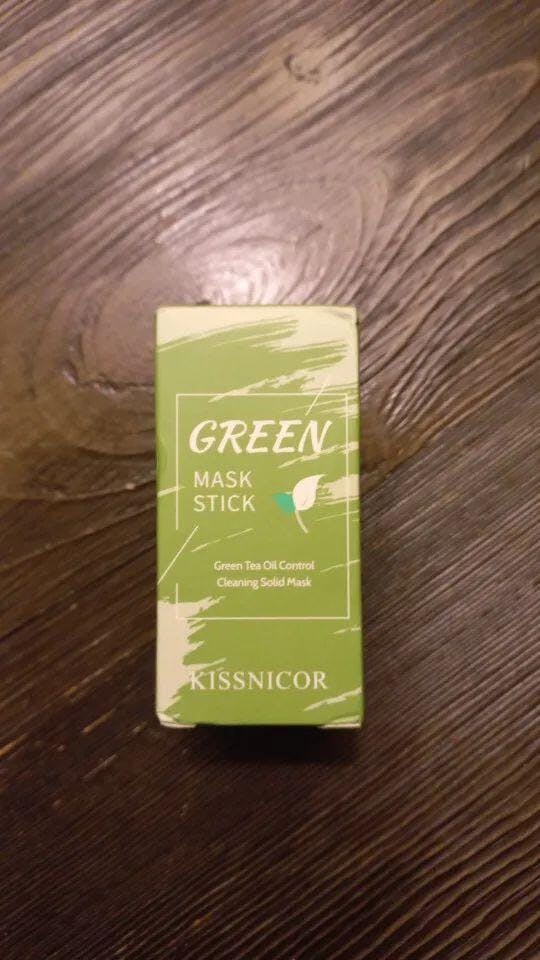 GREEN
MASK
STICK
Green Tea Oil Control
Cleaning Solid Mask
KISSNICOR